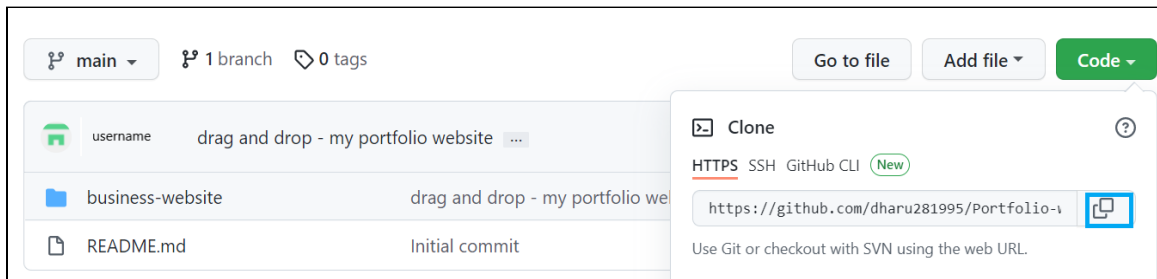 main 1 branch 0 tags Go to file Add file Code
username drag and drop - my portfolio website ...
Clone
HTTPS SSH GitHub CLI New
business-website drag and drop - my portfolio we
https://github.com/dharu281995/Portfolio-
README.md Initial commit
Use Git or checkout with SVN using the web URL.